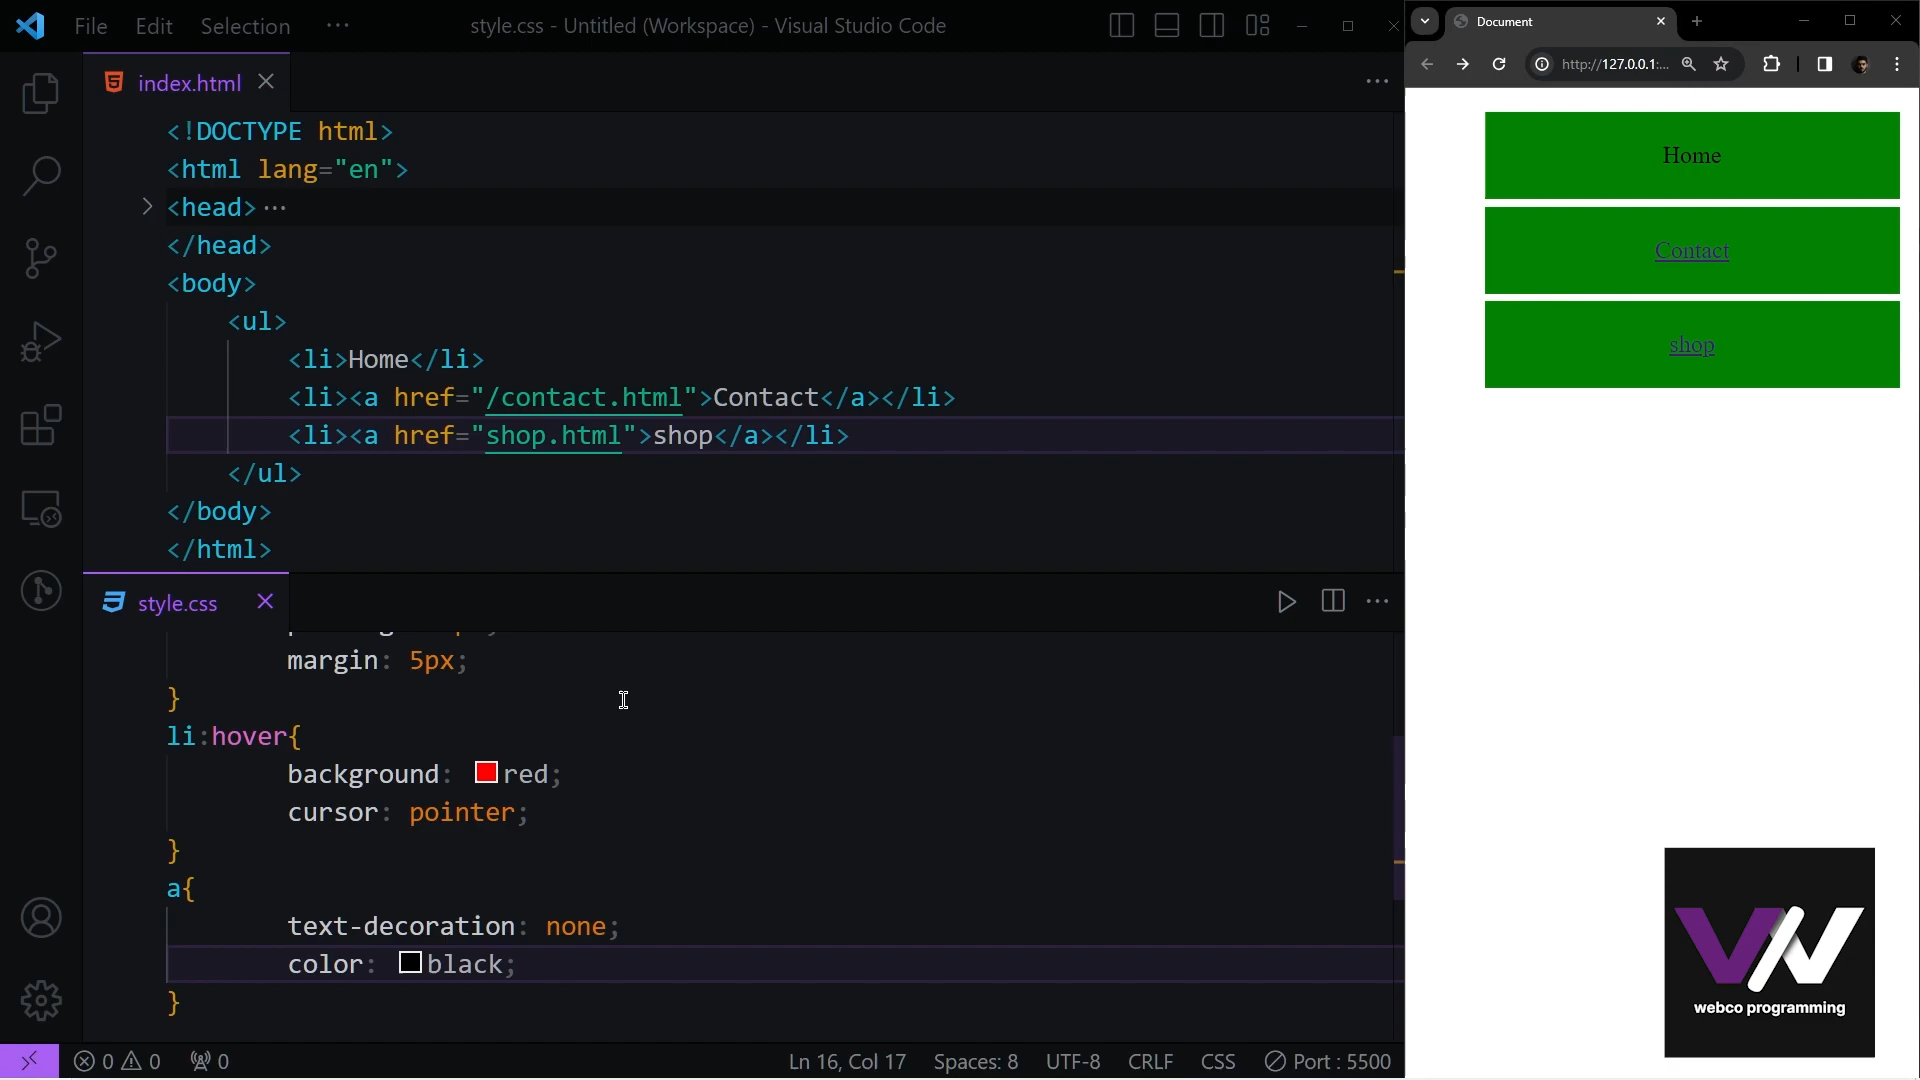 File Edit Selection ··· style.css - Untitled (Workspace) - Visual Studio Code
index.html
<!DOCTYPE html>
<html lang="en">
<head>···
</head>
<body>
<ul>
<li>Home</li>
<li><a href="/contact.html">Contact</a></li>
<li><a href="shop.html">shop</a></li>
</ul>
</body>
</html>
style.css
margin: 5px;
}
li:hover{
background: red;
cursor: pointer;
}
a{
text-decoration: none;
color: black;
}
0 0 0 Ln 16, Col 17 Spaces: 8 UTF-8 CRLF CSS Port : 5500
Document
http://127.0.0.1:...
Home
Contact
shop
webco programming